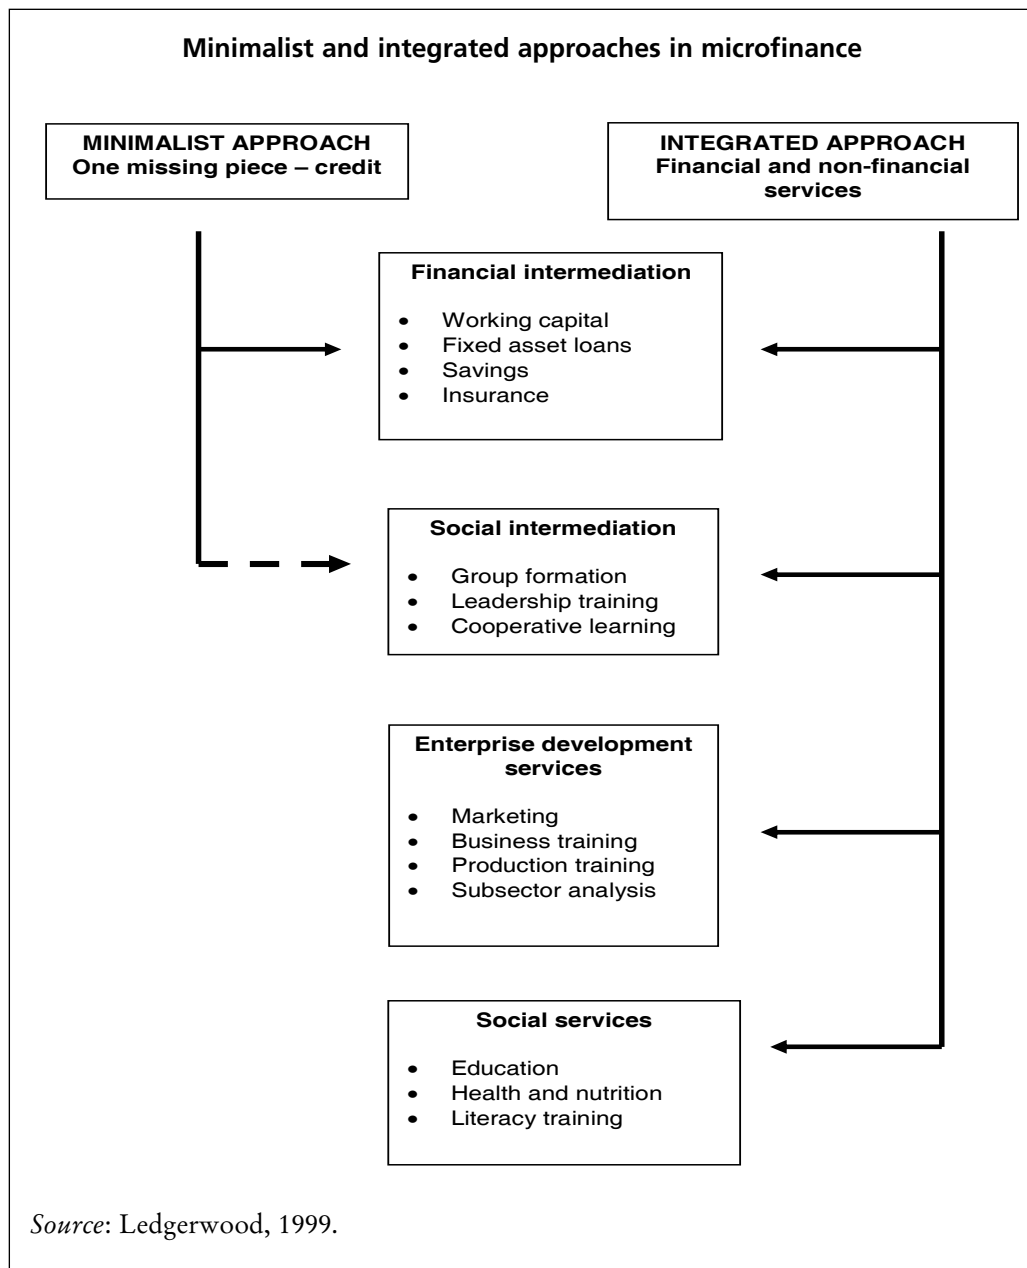 Minimalist and integrated approaches in microfinance
MINIMALIST APPROACH
One missing piece – credit
INTEGRATED APPROACH
Financial and non-financial
services
Financial intermediation
• Working capital
• Fixed asset loans
• Savings
• Insurance
Social intermediation
• Group formation
• Leadership training
• Cooperative learning
Enterprise development
services
• Marketing
• Business training
• Production training
• Subsector analysis
Social services
• Education
• Health and nutrition
• Literacy training
Source: Ledgerwood, 1999.